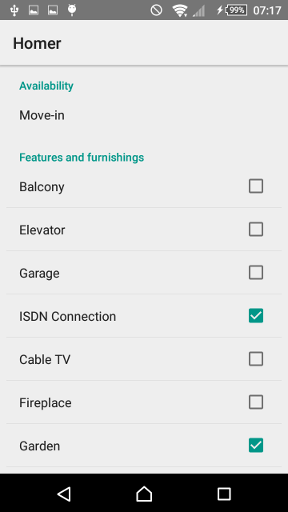 99%
07:17
Homer
Availability
Move-in
Features and furnishings
Balcony
Elevator
Garage
ISDN Connection
Cable TV
Fireplace
Garden